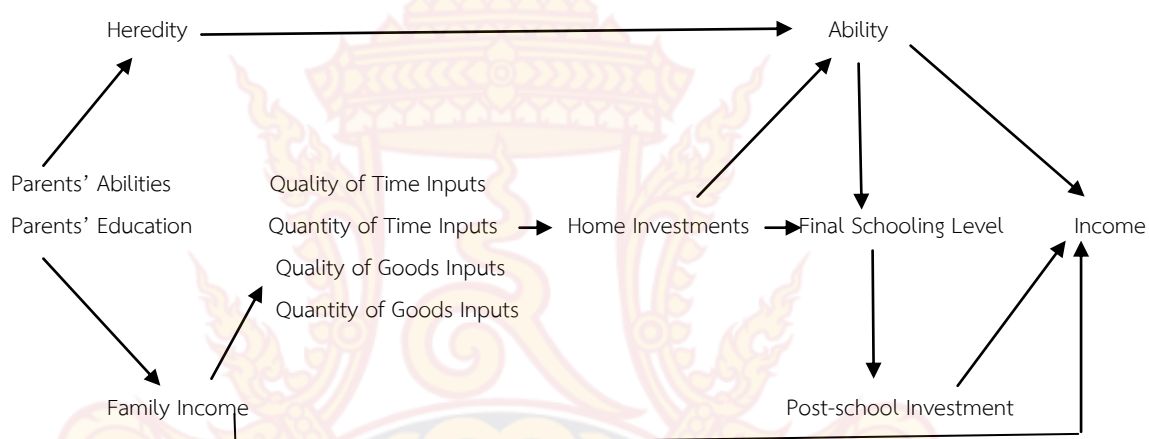 Heredity Ability
Parents’ Abilities Quality of Time Inputs
Parents’ Education Quantity of Time Inputs Home Investments Final Schooling Level Income
Quality of Goods Inputs
Quantity of Goods Inputs
Family Income Post-school Investment